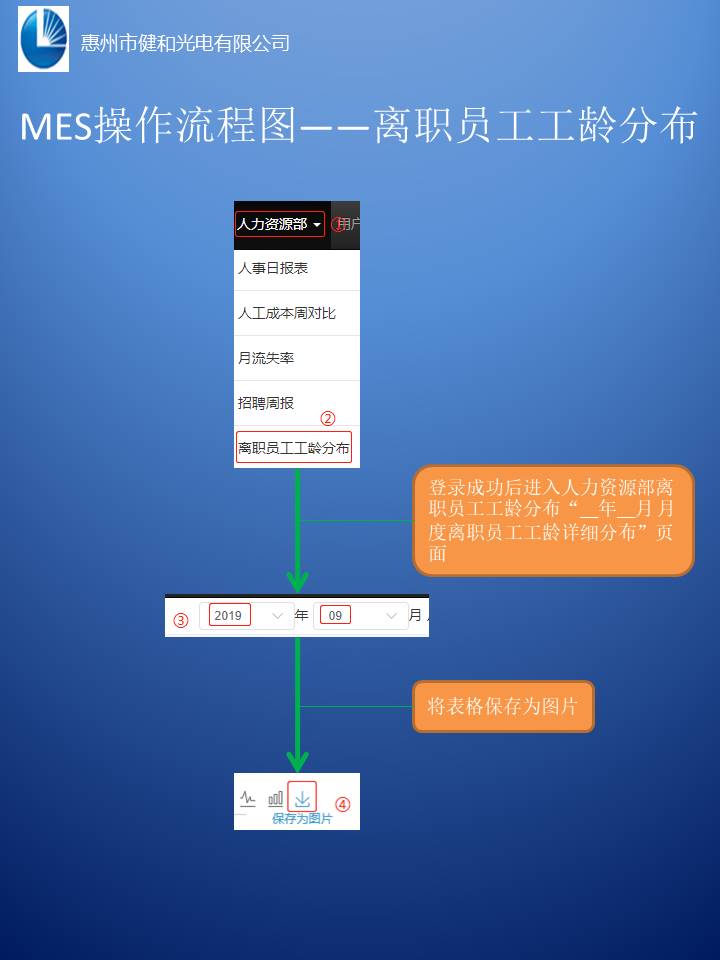 惠州市健和光电有限公司
MES操作流程图——离职员工工龄分布
人力资源部 ①
人事日报表
人工成本周对比
月流失率
招聘周报
②
离职员工工龄分布
登录成功后进入人力资源部离
职员工工龄分布“__年__月 月
度离职员工工龄详细分布”页
面
③ 2019 年 09 月
将表格保存为图片
④
保存为图片